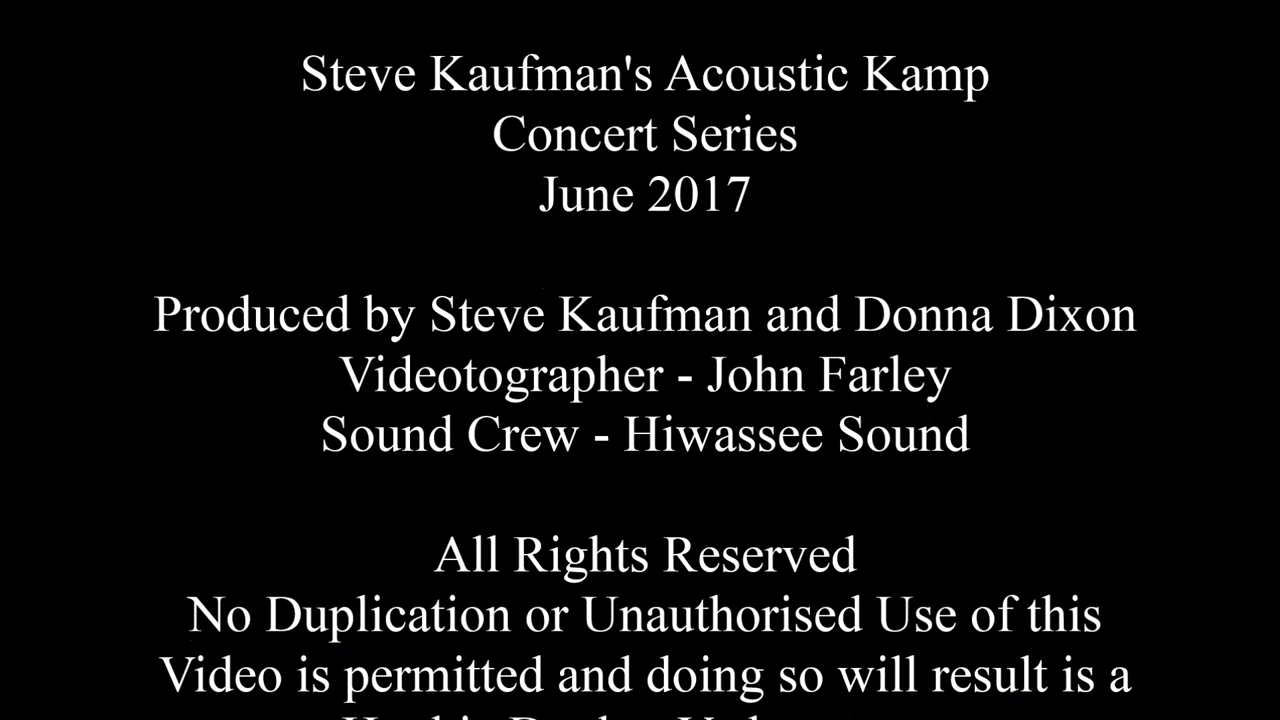 Steve Kaufman's Acoustic Kamp
Concert Series
June 2017
Produced by Steve Kaufman and Donna Dixon
Videotographer - John Farley
Sound Crew - Hiwassee Sound
All Rights Reserved
No Duplication or Unauthorised Use of this
Video is permitted and doing so will result is a